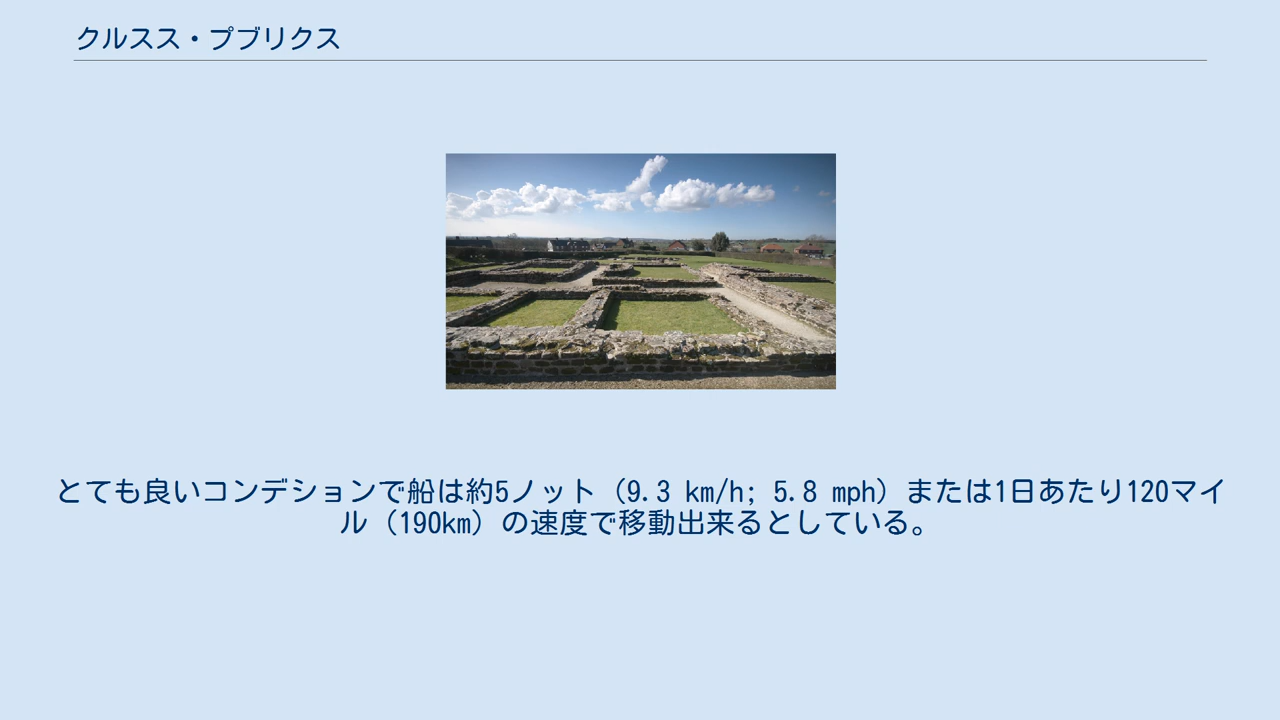 クルスス・プブリクス
とても良いコンデションで船は約5ノット（9.3 km/h; 5.8 mph）または1日あたり120マイ
ル（190km）の速度で移動出来るとしている。